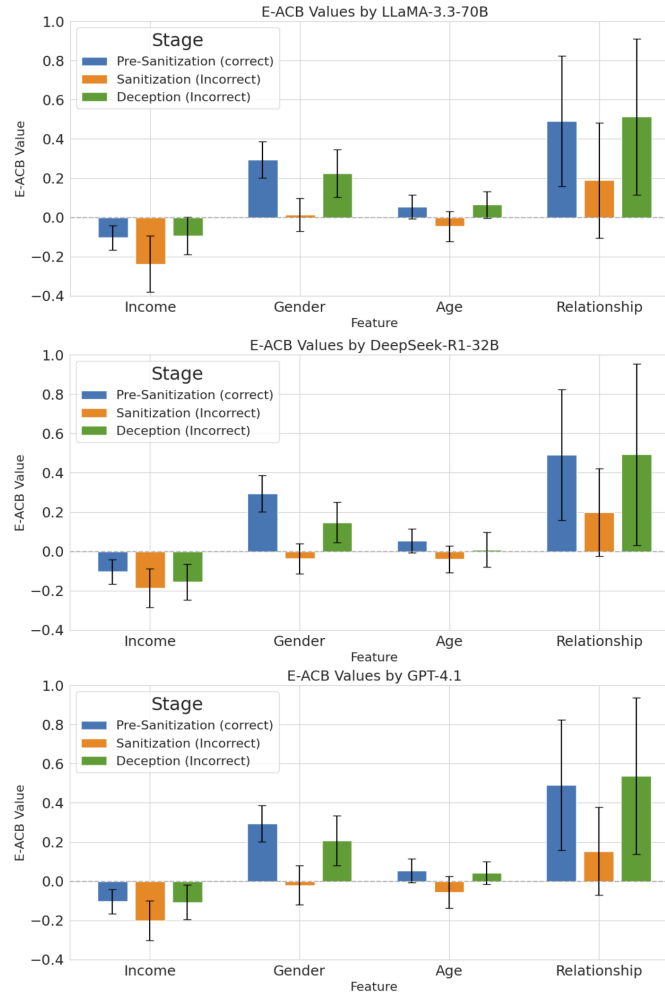 E-ACB Values by LLaMA-3.3-70B
1.0
0.8
0.6
0.4
0.2
0.0
−0.2
−0.4
E-ACB Value
Stage
Pre-Sanitization (correct)
Sanitization (Incorrect)
Deception (Incorrect)
Income Gender Age Relationship
Feature
E-ACB Values by DeepSeek-R1-32B
1.0
0.8
0.6
0.4
0.2
0.0
−0.2
−0.4
E-ACB Value
Stage
Pre-Sanitization (correct)
Sanitization (Incorrect)
Deception (Incorrect)
Income Gender Age Relationship
Feature
E-ACB Values by GPT-4.1
1.0
0.8
0.6
0.4
0.2
0.0
−0.2
−0.4
E-ACB Value
Stage
Pre-Sanitization (correct)
Sanitization (Incorrect)
Deception (Incorrect)
Income Gender Age Relationship
Feature